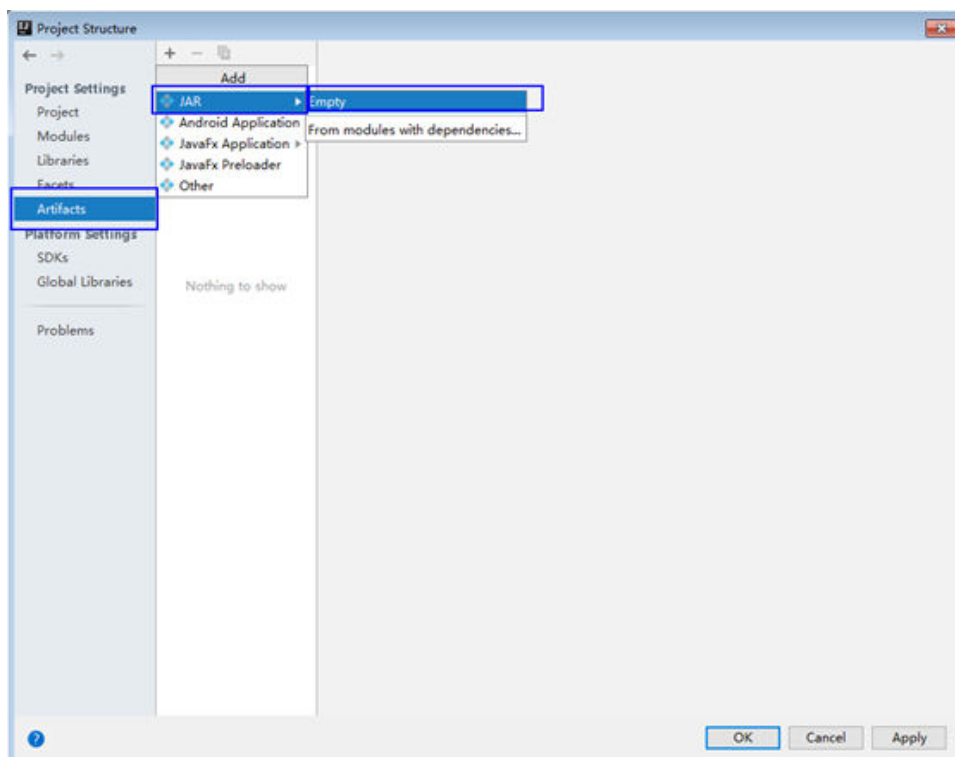 Project Structure
Project Settings
Project
Modules
Libraries
Facets
Artifacts
Platform Settings
SDKs
Global Libraries
Problems
Add
JAR
Android Application
JavaFx Application
JavaFx Preloader
Other
Empty
From modules with dependencies...
Nothing to show
OK
Cancel
Apply